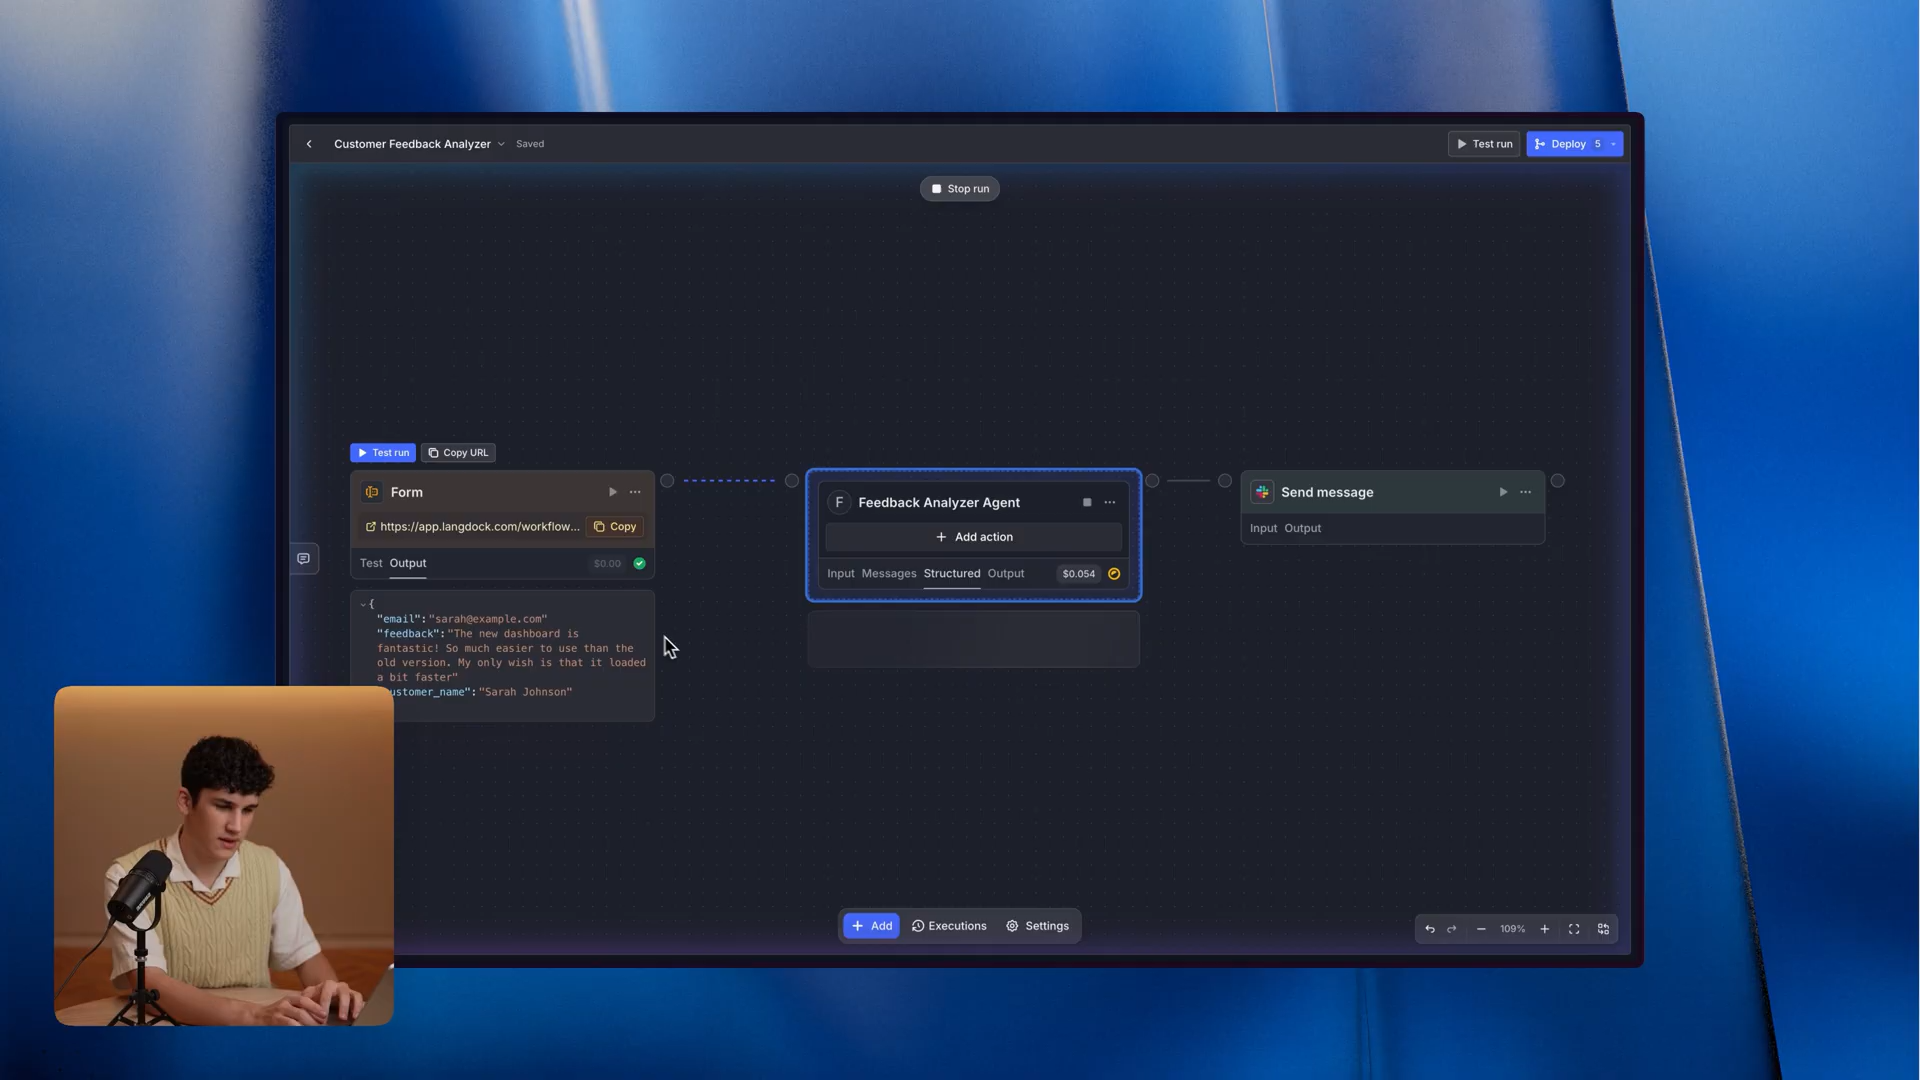 Customer Feedback Analyzer
Saved
Test run
Deploy 5
Stop run
Test run
Copy URL
Form
https://app.langdock.com/workflow...
Copy
Test Output
$0.00
{
"email":"sarah@example.com"
"feedback":"The new dashboard is
fantastic! So much easier to use than the
old version. My only wish is that it loaded
a bit faster"
ustomer_name":"Sarah Johnson"
F
Feedback Analyzer Agent
+ Add action
Input Messages Structured Output
$0.054
Send message
Input Output
+ Add
Executions
Settings
109%